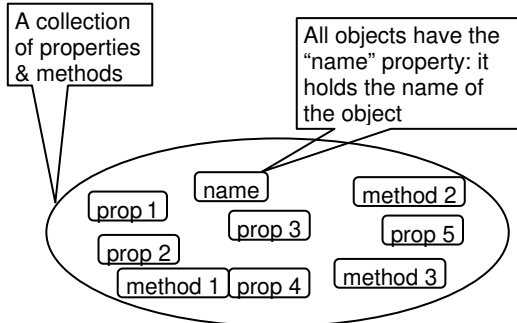 A collection
of properties
& methods
All objects have the
“name” property: it
holds the name of
the object
name
method 2
prop 1
prop 3
prop 5
prop 2
method 1
prop 4
method 3